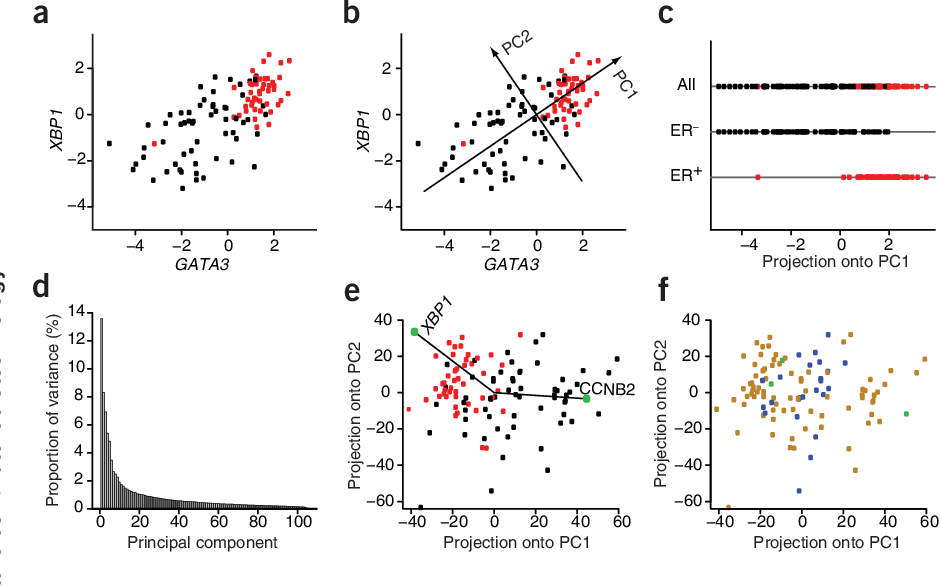 a
2
0
−2
−4
XBP1
−4 −2 0 2
GATA3
b
2
0
−2
−4
XBP1
PC2
PC1
−4 −2 0 2
GATA3
c
All
ER−
ER+
−4 −2 0 2
Projection onto PC1
d
14
12
10
8
6
4
2
0
Proportion of variance (%)
0 20 40 60 80 100
Principal component
e
40
20
0
−20
−40
−60
Projection onto PC2
XBP1
CCNB2
−40 −20 0 20 40 60
Projection onto PC1
f
40
20
0
−20
−40
−60
Projection onto PC2
−40 −20 0 20 40 60
Projection onto PC1